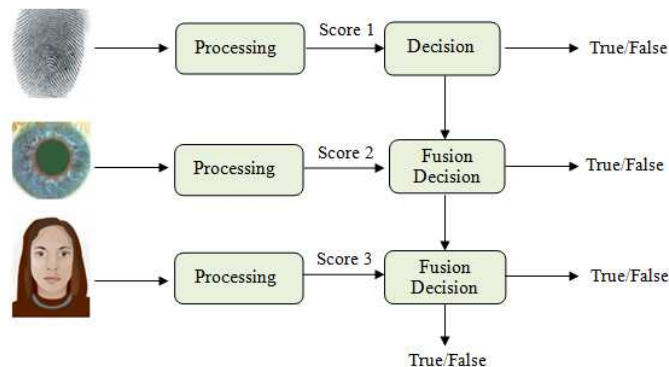 Score 1
Processing
Decision
True/False
Score 2
Processing
Fusion
Decision
True/False
Score 3
Processing
Fusion
Decision
True/False
True/False